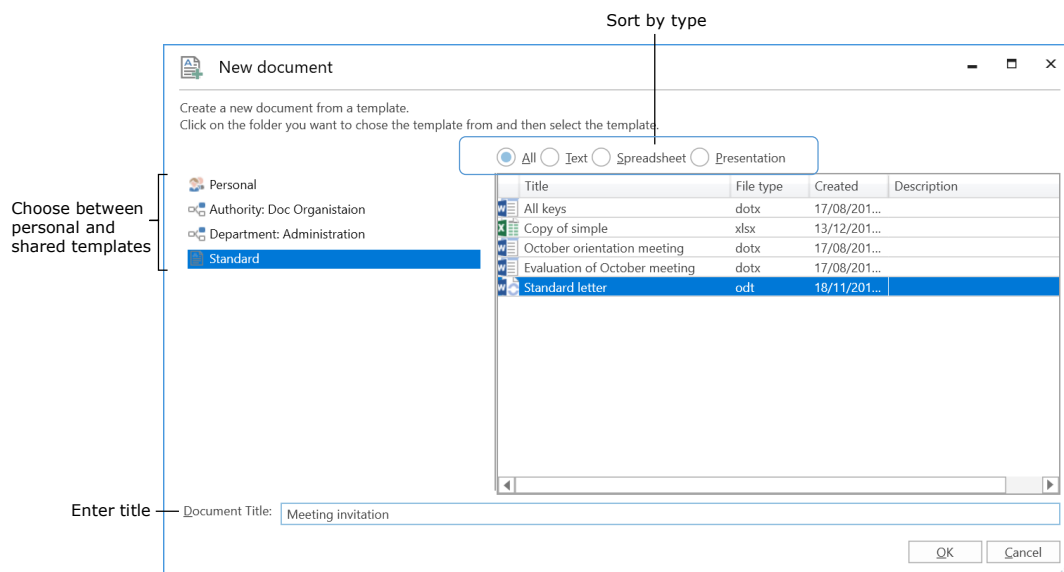 Sort by type
New document
Create a new document from a template.
Click on the folder you want to chose the template from and then select the template.
All Text Spreadsheet Presentation
Choose between
personal and
shared templates
Personal
Authority: Doc Organistaion
Department: Administration
Standard
Title File type Created Description
All keys dotx 17/08/201...
Copy of simple xlsx 13/12/201...
October orientation meeting dotx 17/08/201...
Evaluation of October meeting dotx 17/08/201...
Standard letter odt 18/11/201...
Enter title
Document Title: Meeting invitation
OK Cancel